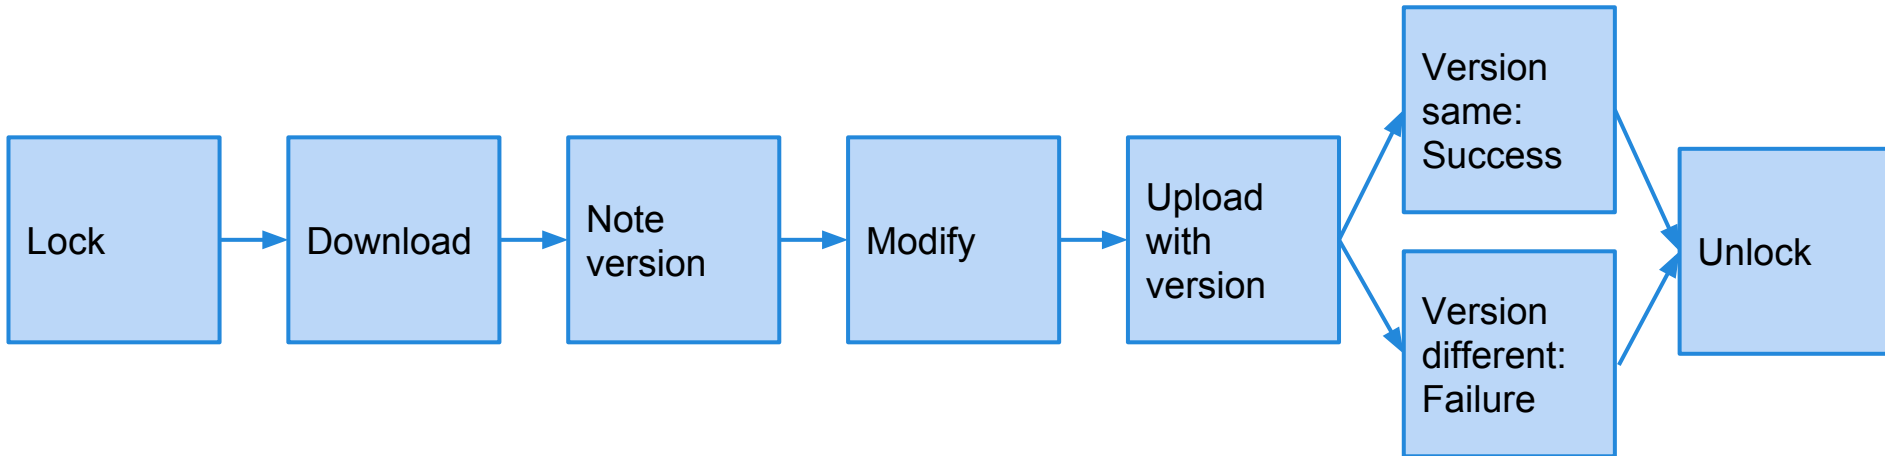 Lock
Download
Note
version
Modify
Upload
with
version
Version
same:
Success
Version
different:
Failure
Unlock